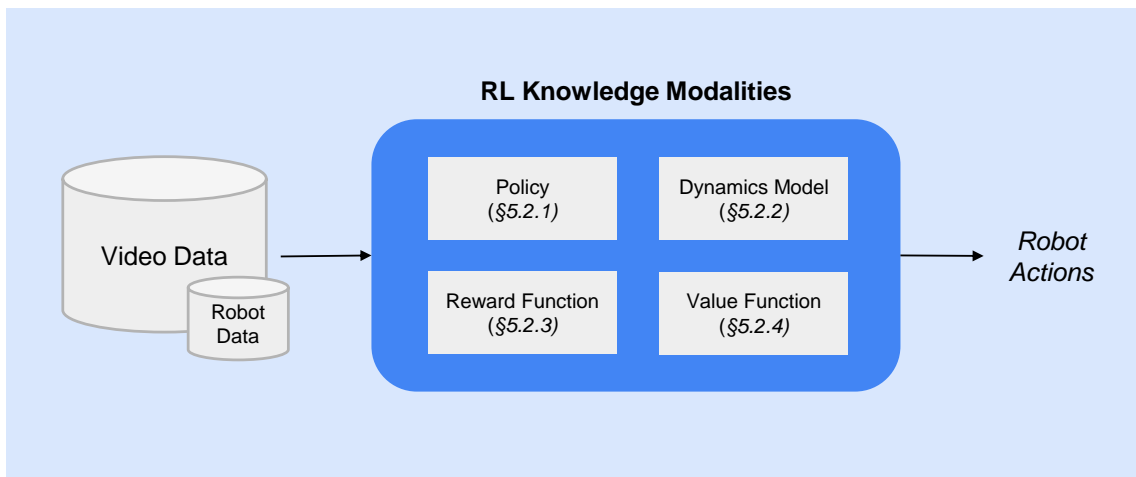 RL Knowledge Modalities
Video Data
Robot
Data
Policy
(§5.2.1)
Dynamics Model
(§5.2.2)
Reward Function
(§5.2.3)
Value Function
(§5.2.4)
Robot
Actions